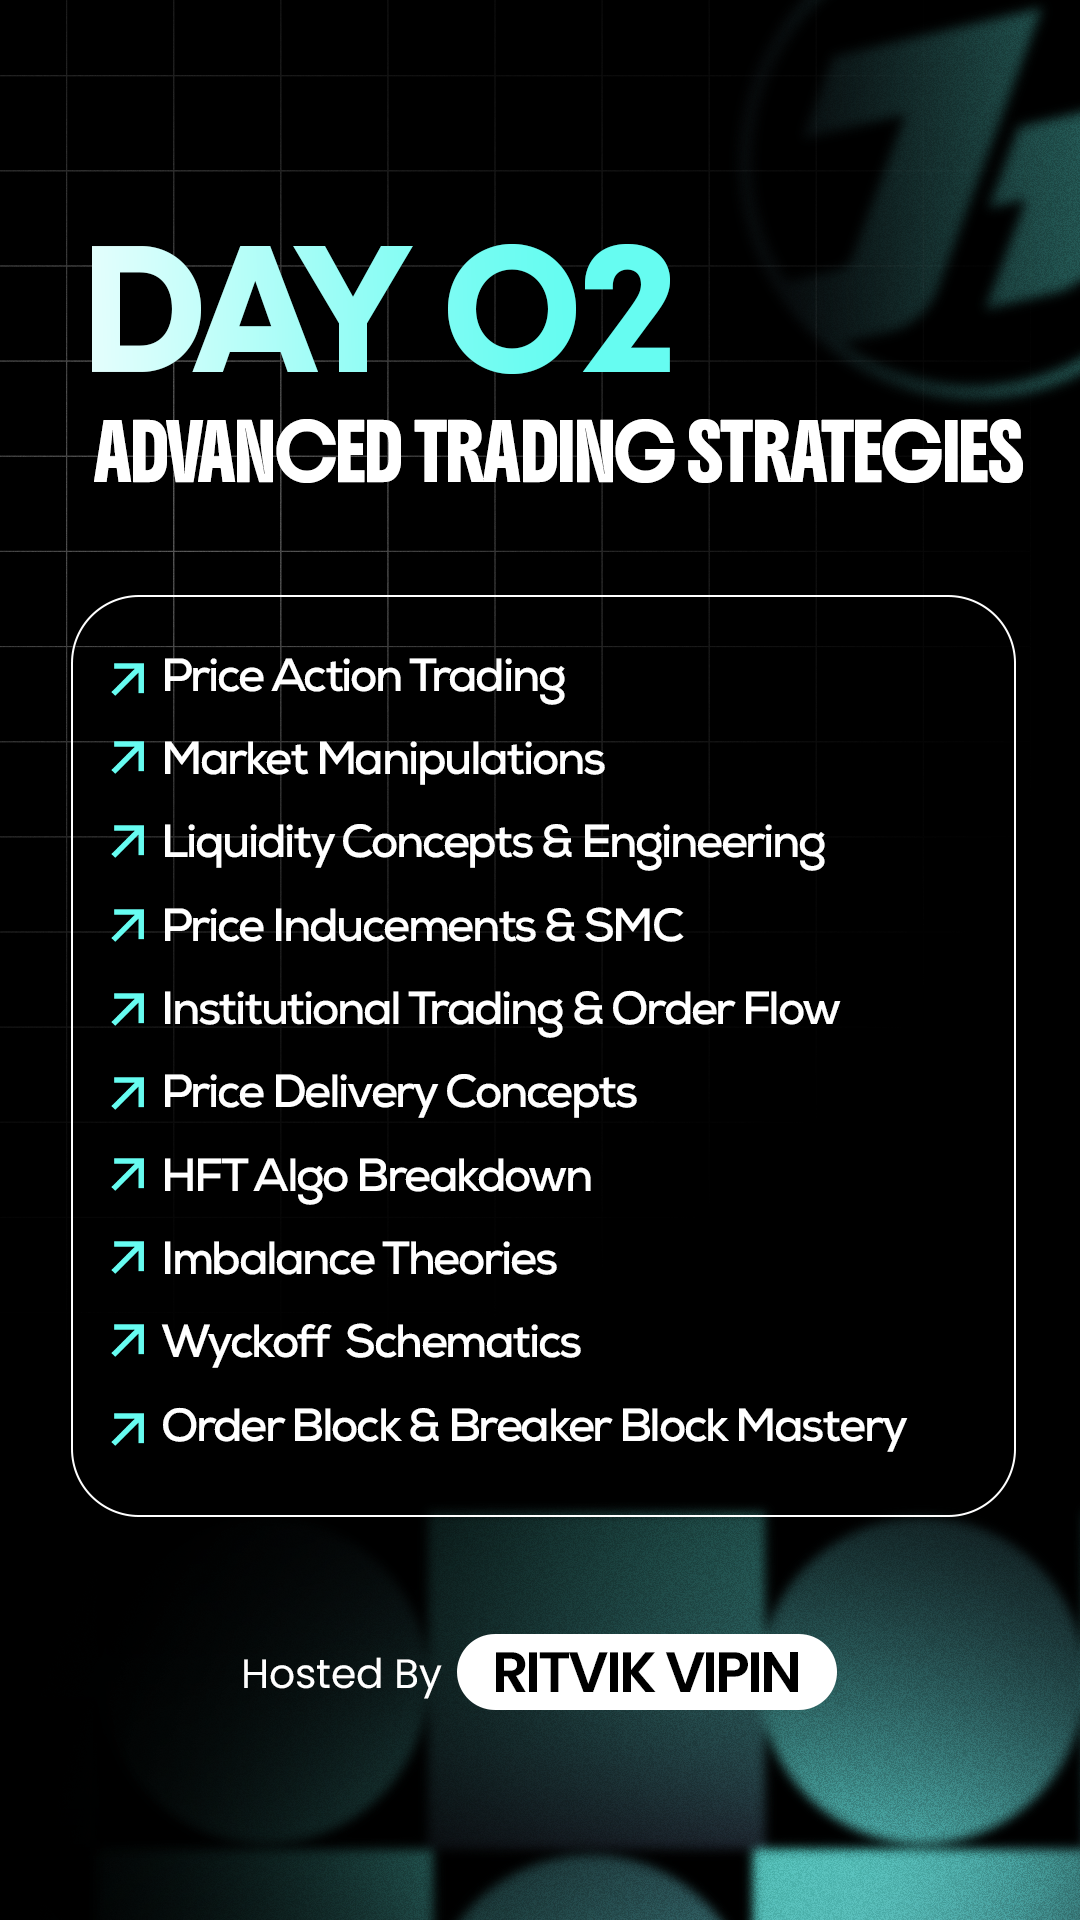 DAY 02
ADVANCED TRADING STRATEGIES
Price Action Trading
Market Manipulations
Liquidity Concepts & Engineering
Price Inducements & SMC
Institutional Trading & Order Flow
Price Delivery Concepts
HFT Algo Breakdown
Imbalance Theories
Wyckoff Schematics
Order Block & Breaker Block Mastery
Hosted By RITVIK VIPIN